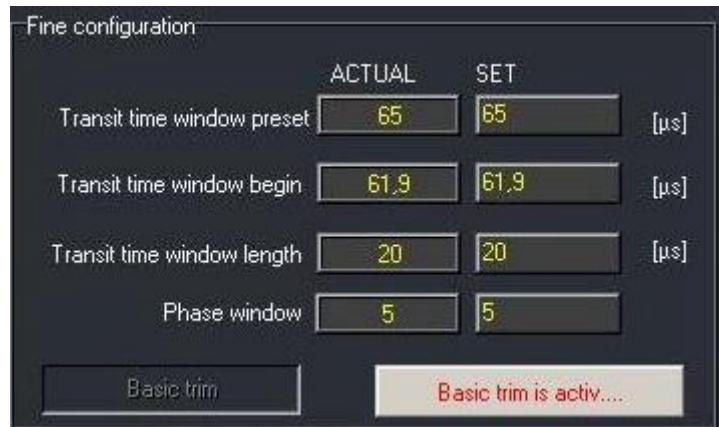 Fine configuration
ACTUAL SET
Transit time window preset 65 65 [µs]
Transit time window begin 61,9 61,9 [µs]
Transit time window length 20 20 [µs]
Phase window 5 5
Basic trim Basic trim is activ....